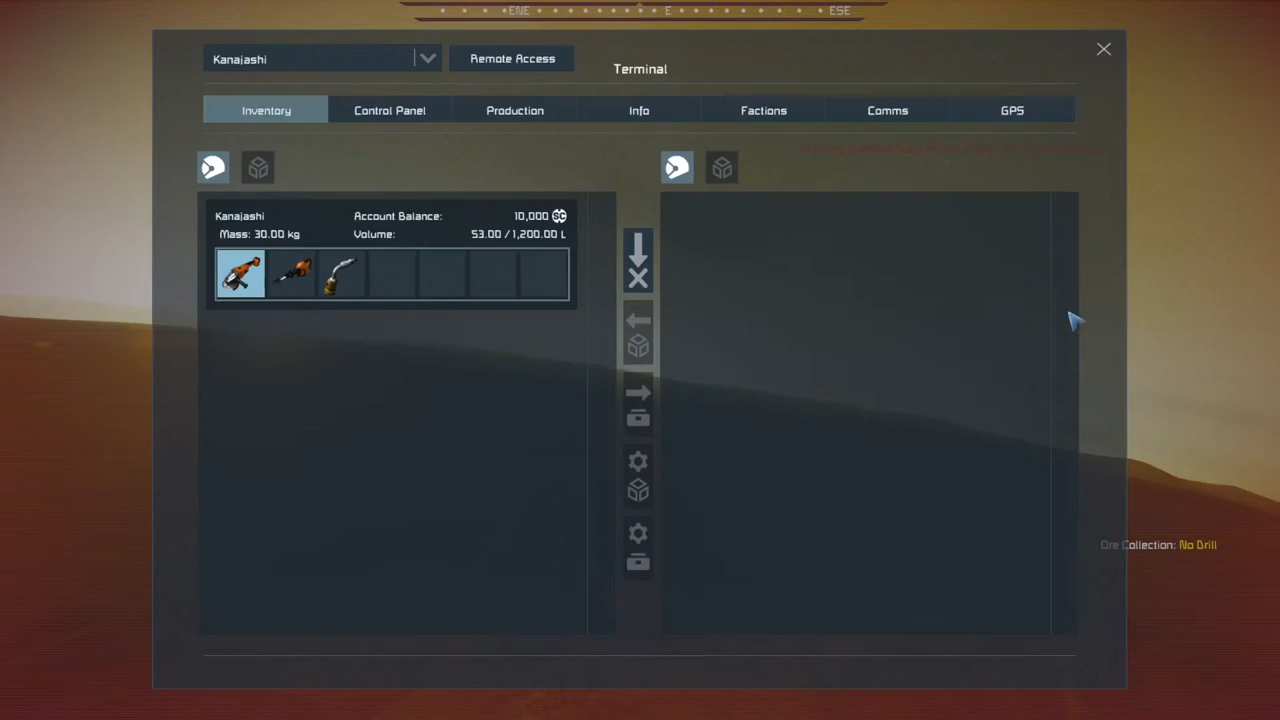 ENE E ESE
Kanajashi
Remote Access
Terminal
Inventory Control Panel Production Info Factions Comms GPS
Kanajashi Account Balance: 10,000 SC
Mass: 30.00 kg Volume: 53.00 / 1,200.00 L
Ore Collection: No Drill